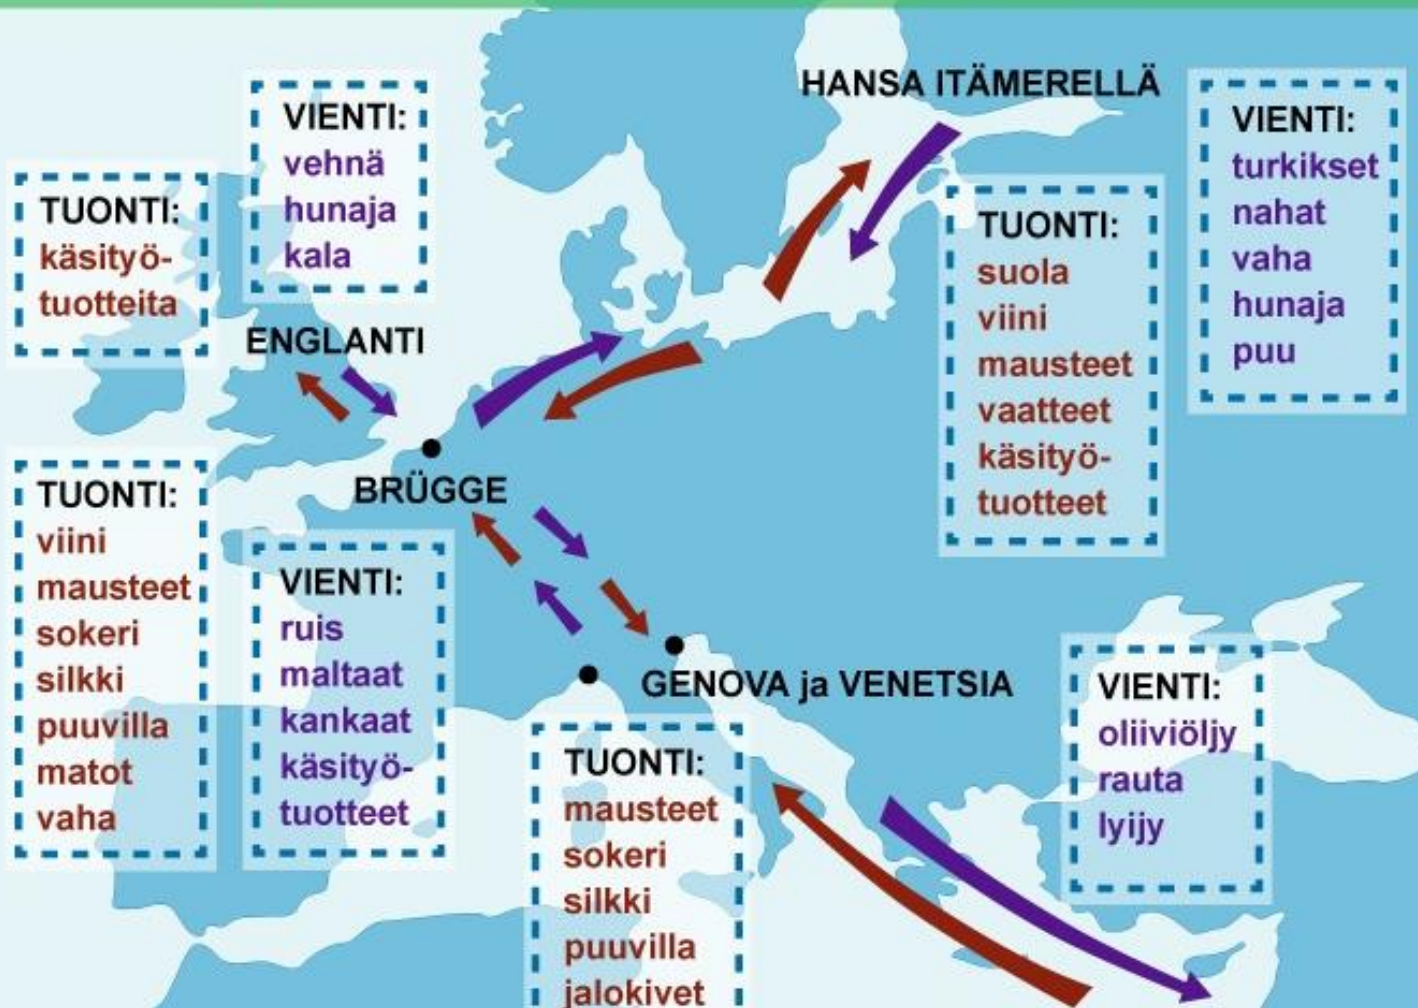 HANSA ITÄMERELLÄ
VIENTI:
vehnä
hunaja
kala
TUONTI:
käsityö-
tuotteita
ENGLANTI
VIENTI:
turkikset
nahat
vaha
hunaja
puu
TUONTI:
suola
viini
mausteet
vaatteet
käsityö-
tuotteet
BRÜGGE
TUONTI:
viini
mausteet
sokeri
silkki
puuvilla
matot
vaha
VIENTI:
ruis
maltaat
kankaat
käsityö-
tuotteet
GENOVA ja VENETSIA
TUONTI:
mausteet
sokeri
silkki
puuvilla
jalokivet
VIENTI:
oliiviöljy
rauta
lyijy